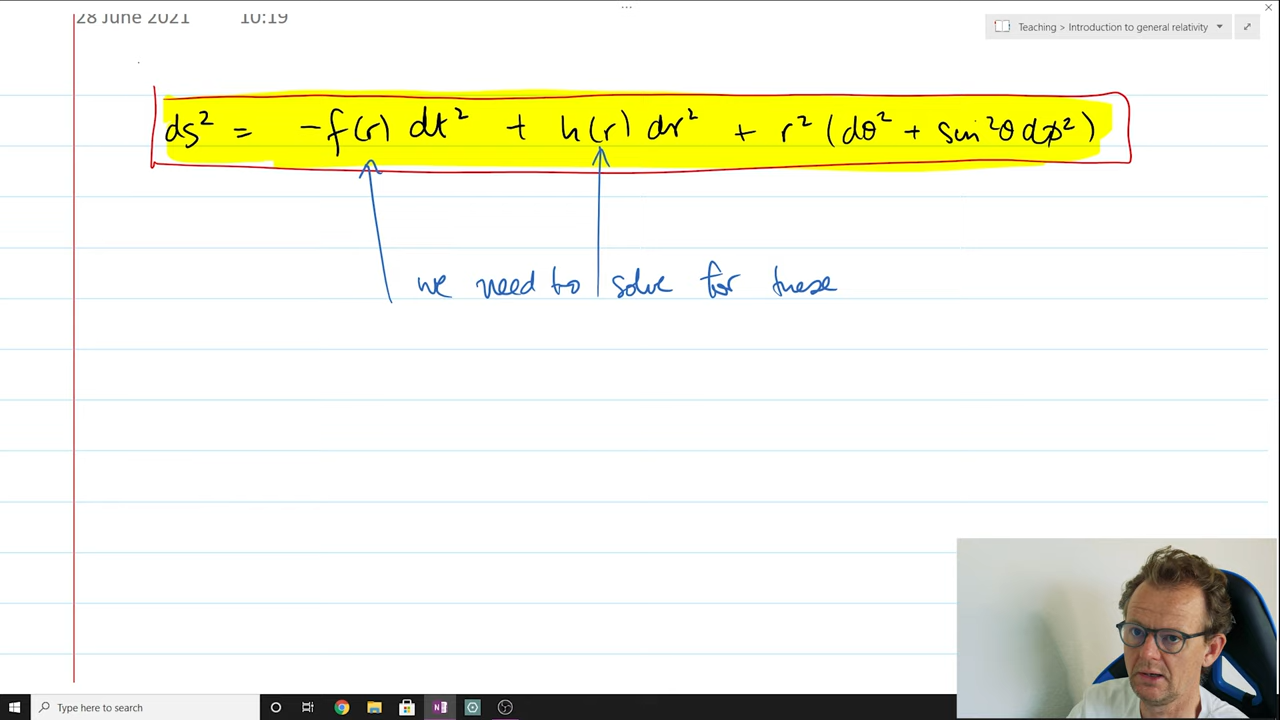 28 June 2021 10:19
Teaching > Introduction to general relativity
ds² = -f(r) dt² + h(r) dr² + r² (dθ² + sin²θ dϕ²)
we need to solve for these
Type here to search